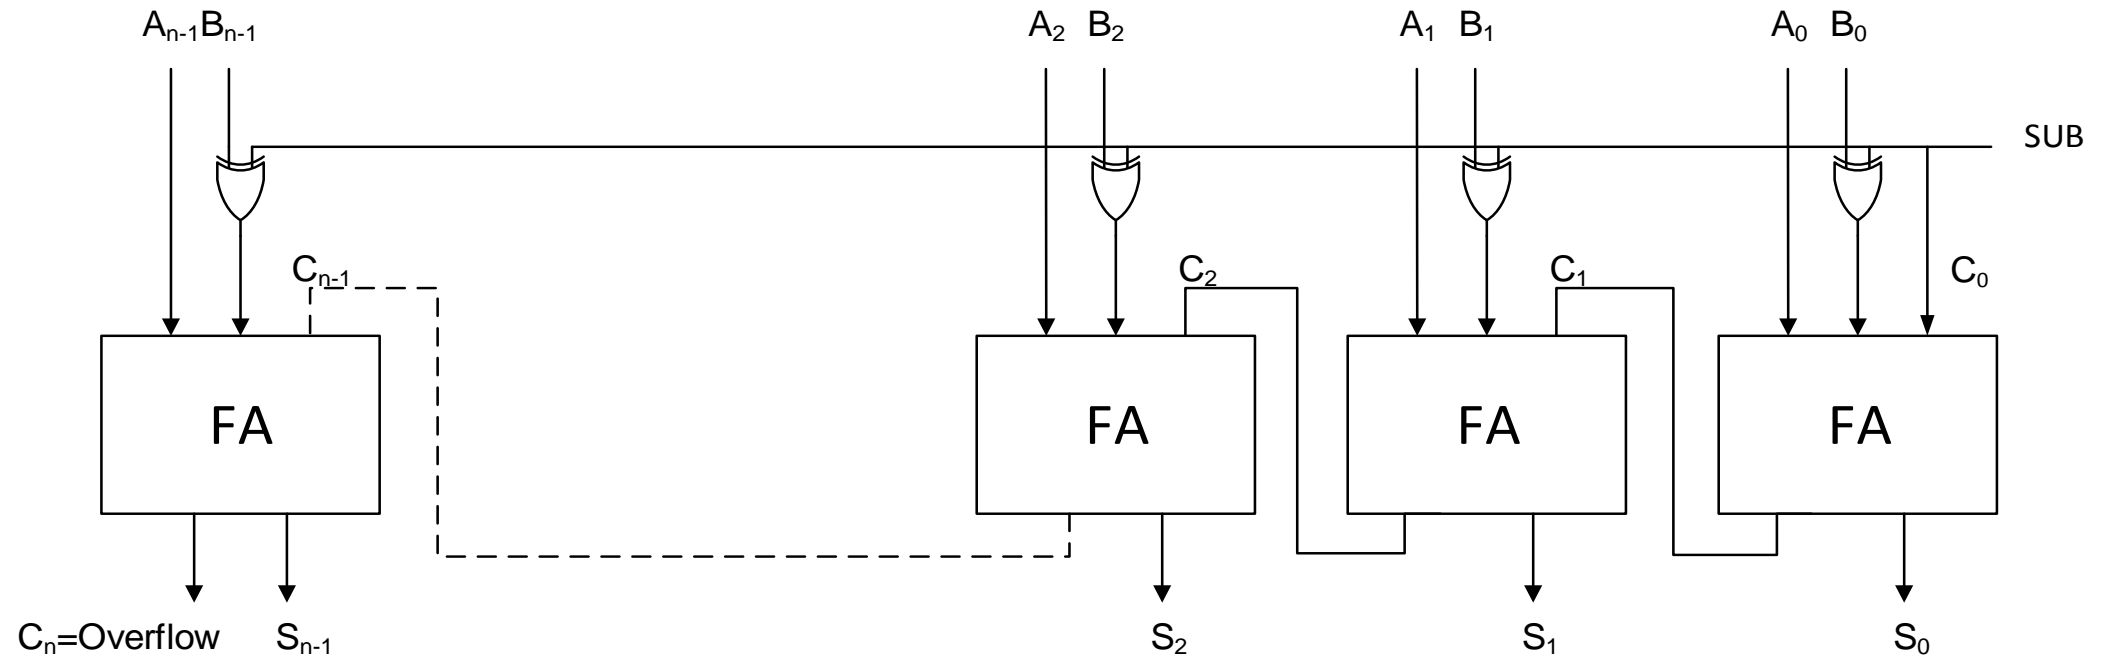 Aₙ₋₁Bₙ₋₁ A₂ B₂ A₁ B₁ A₀ B₀
SUB
Cₙ₋₁ C₂ C₁ C₀
FA FA FA FA
Cₙ=Overflow Sₙ₋₁ S₂ S₁ S₀